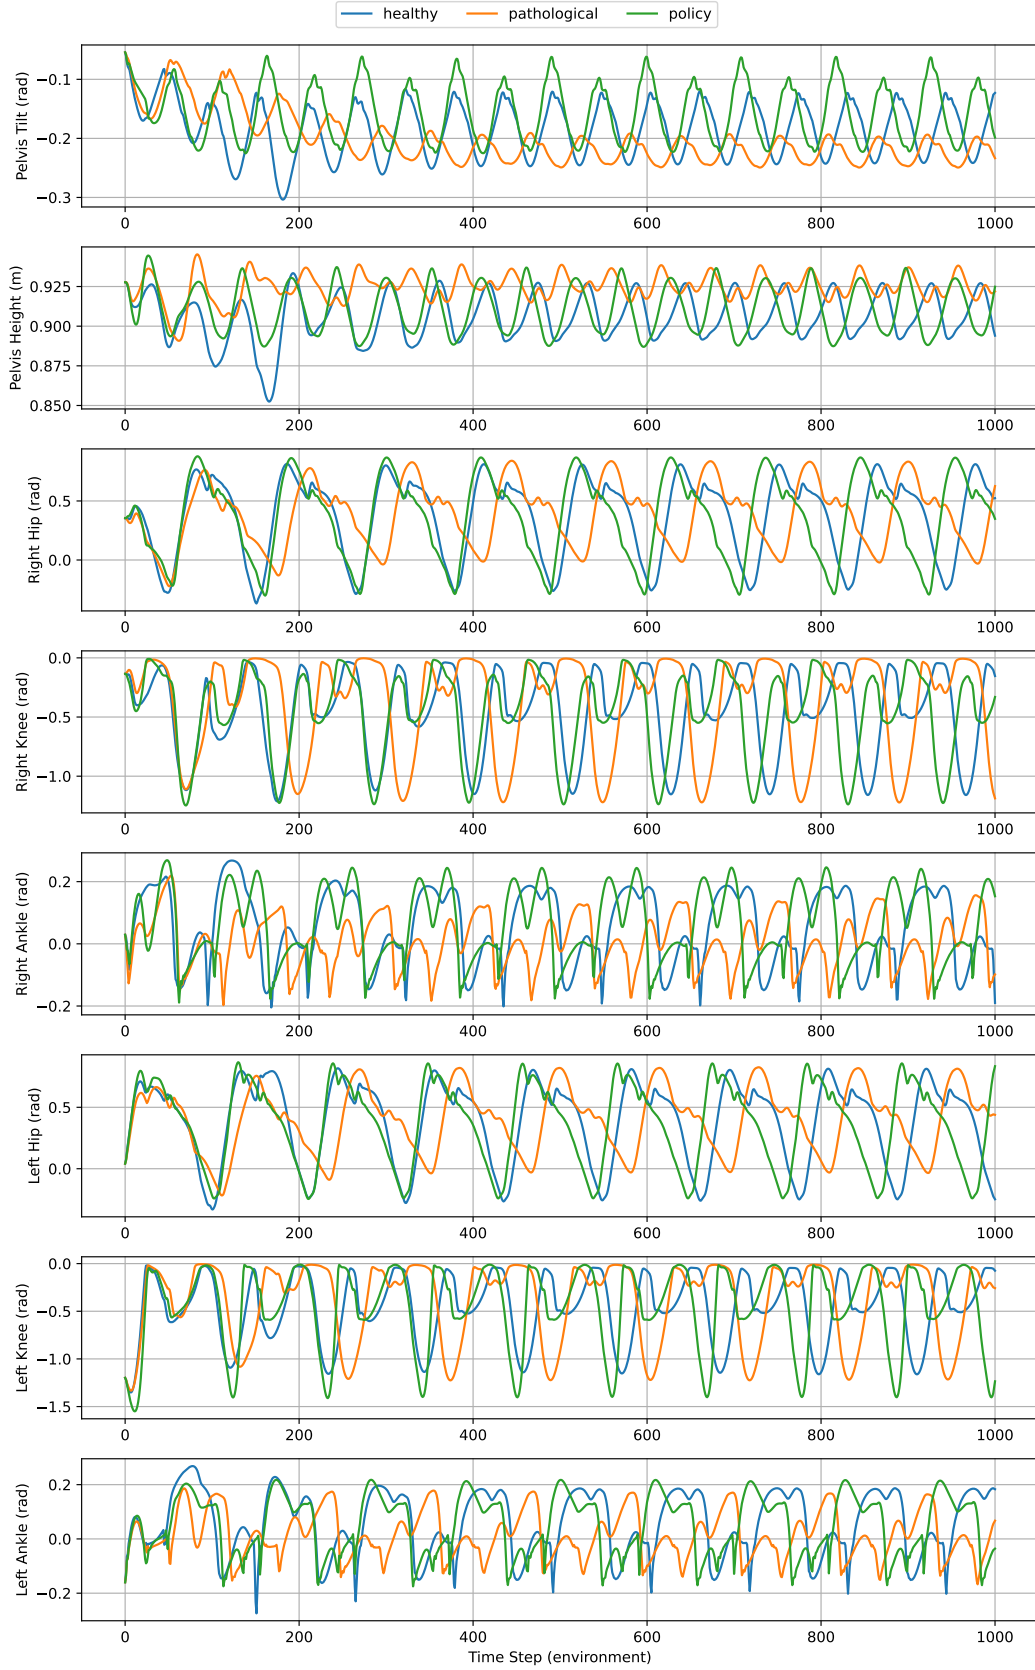 healthy pathological policy
Pelvis Tilt (rad)
−0.1
−0.2
−0.3
0 200 400 600 800 1000
Pelvis Height (m)
0.925
0.900
0.875
0.850
0 200 400 600 800 1000
Right Hip (rad)
0.5
0.0
0 200 400 600 800 1000
Right Knee (rad)
0.0
−0.5
−1.0
0 200 400 600 800 1000
Right Ankle (rad)
0.2
0.0
−0.2
0 200 400 600 800 1000
Left Hip (rad)
0.5
0.0
0 200 400 600 800 1000
Left Knee (rad)
0.0
−0.5
−1.0
−1.5
0 200 400 600 800 1000
Left Ankle (rad)
0.2
0.0
−0.2
0 200 400 600 800 1000
Time Step (environment)